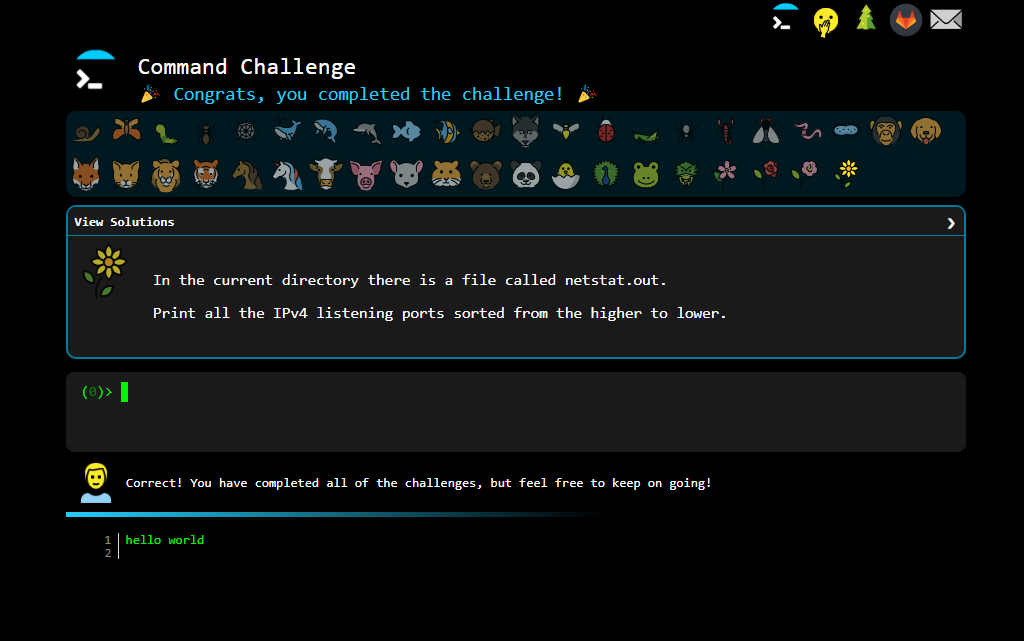 Command Challenge
🎉 Congrats, you completed the challenge! 🎉
View Solutions ❯
In the current directory there is a file called netstat.out.
Print all the IPv4 listening ports sorted from the higher to lower.
(0)>
Correct! You have completed all of the challenges, but feel free to keep on going!
1 hello world
2